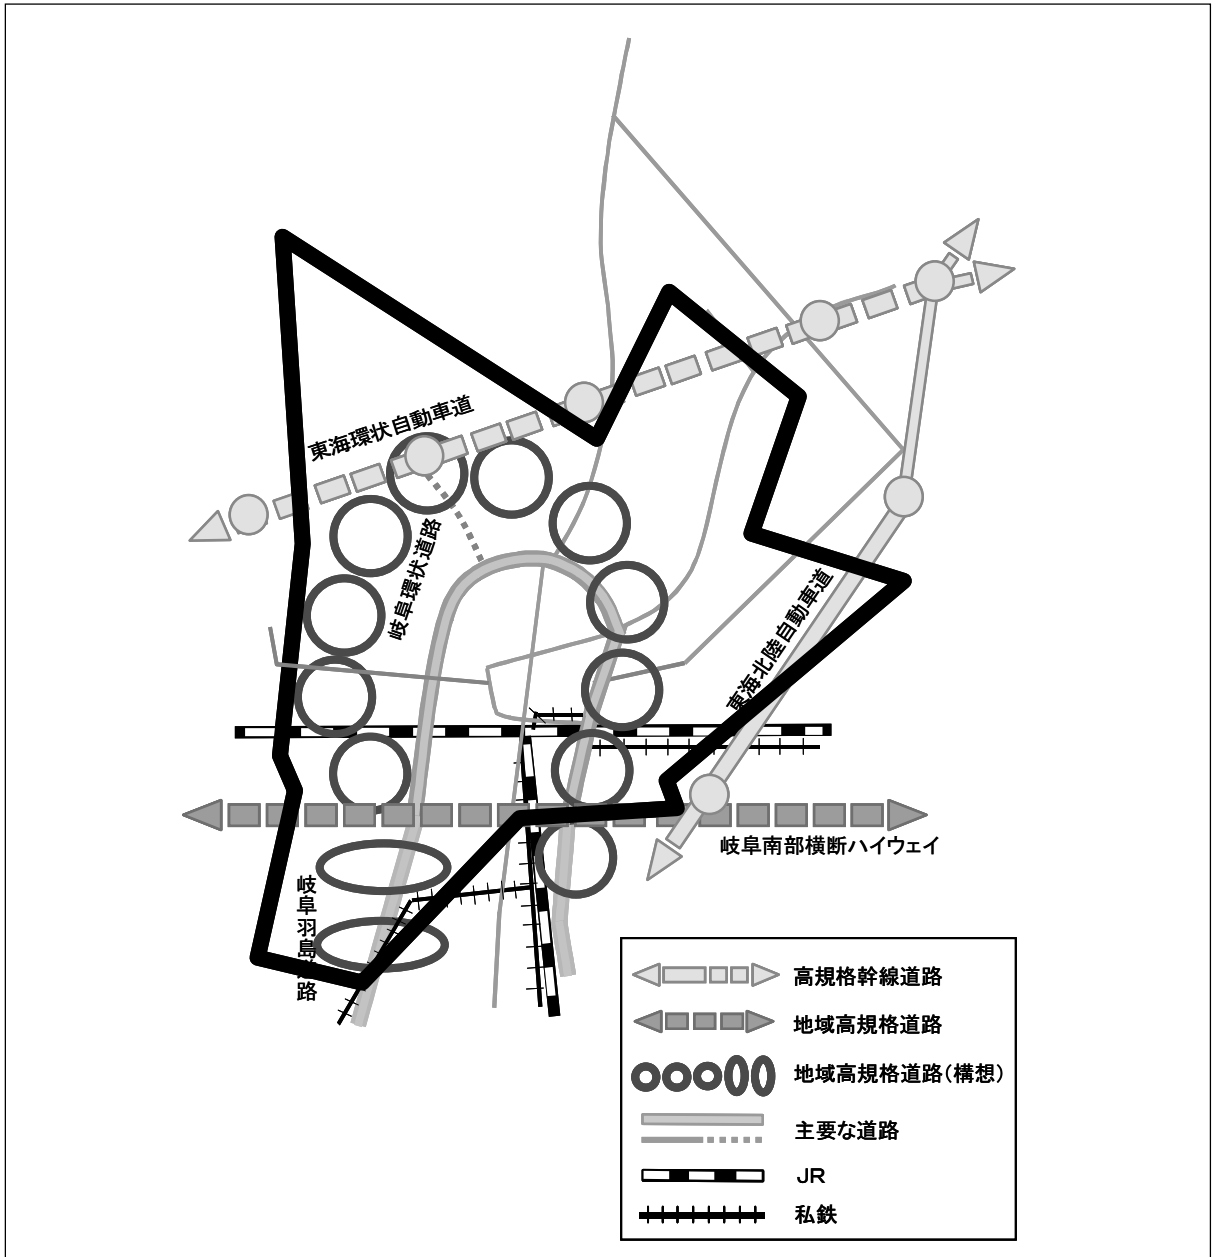 東海環状自動車道
岐阜環状道路
東海北陸自動車道
岐阜南部横断ハイウェイ
岐阜羽島道路
高規格幹線道路
地域高規格道路
地域高規格道路（構想）
主要な道路
ＪＲ
私鉄